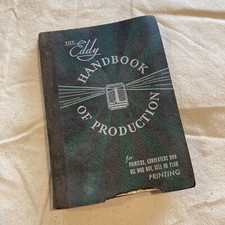 THE
Eddy
HANDBOOK
OF PRODUCTION
for
PRINTERS, CONVERTERS AND
ALL WHO BUY, SELL OR PLAN
PRINTING